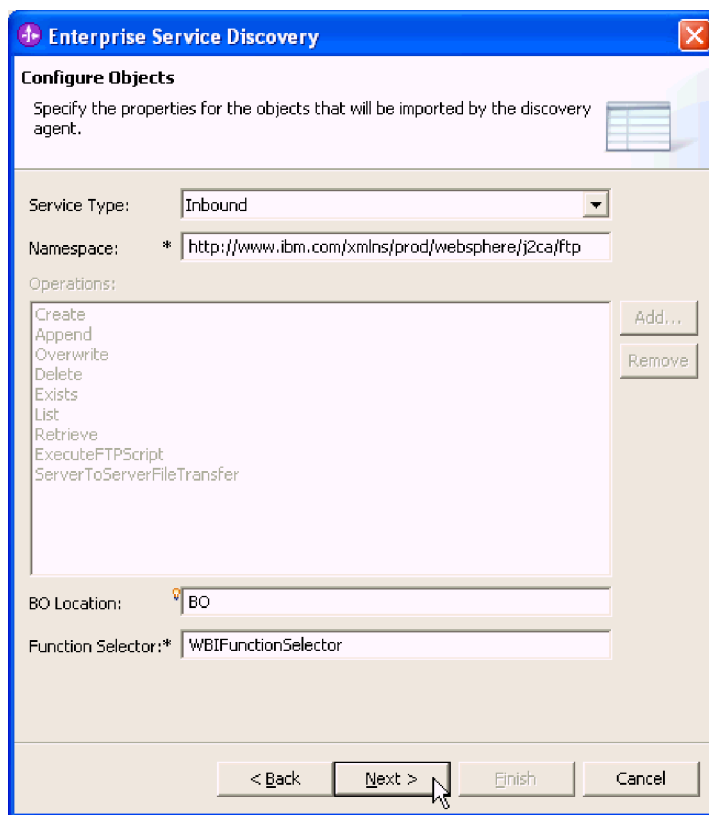 Enterprise Service Discovery
Configure Objects
Specify the properties for the objects that will be imported by the discovery
agent.
Service Type: Inbound
Namespace: * http://www.ibm.com/xmlns/prod/websphere/j2ca/ftp
Operations:
Create
Add...
Append
Overwrite
Remove
Delete
Exists
List
Retrieve
ExecuteFTPScript
ServerToServerFileTransfer
BO Location: BO
Function Selector:* WBIFunctionSelector
< Back Next > Finish Cancel